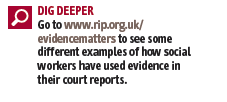 DIG DEEPER
Go to www.rip.org.uk/
evidencematters to see some
different examples of how social
workers have used evidence in
their court reports.